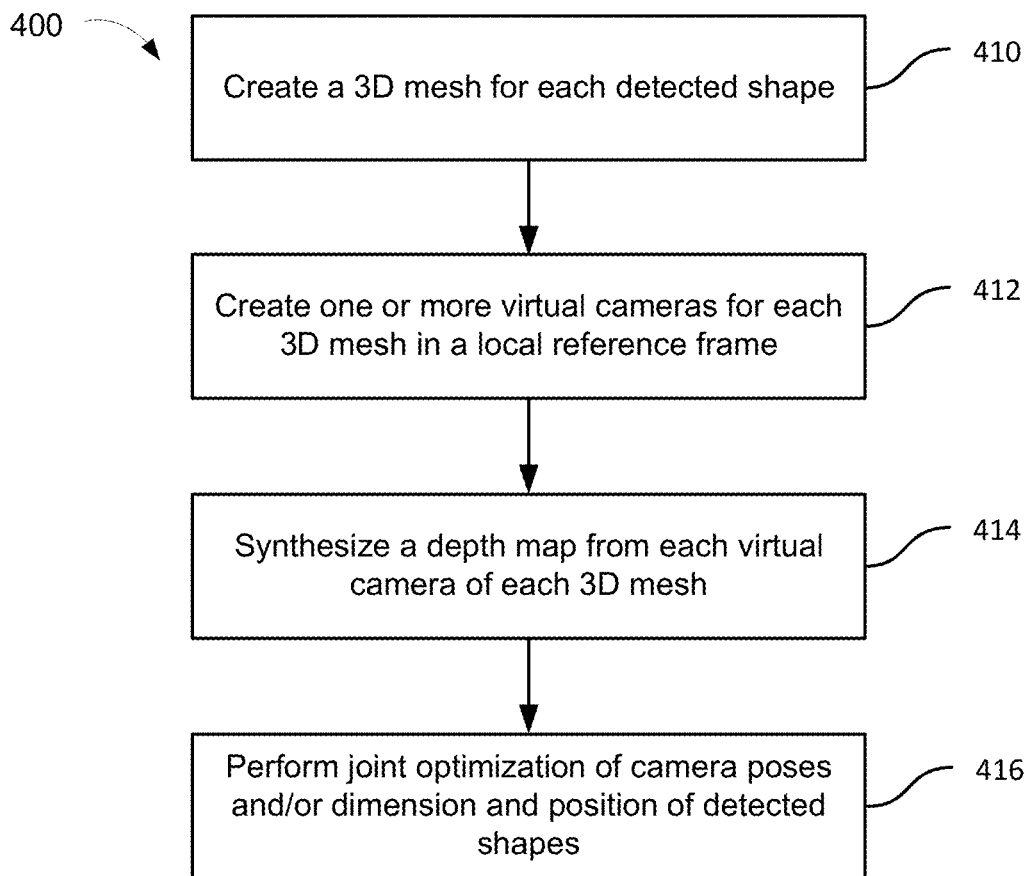 400
Create a 3D mesh for each detected shape
410
Create one or more virtual cameras for each
3D mesh in a local reference frame
412
Synthesize a depth map from each virtual
camera of each 3D mesh
414
Perform joint optimization of camera poses
and/or dimension and position of detected
shapes
416